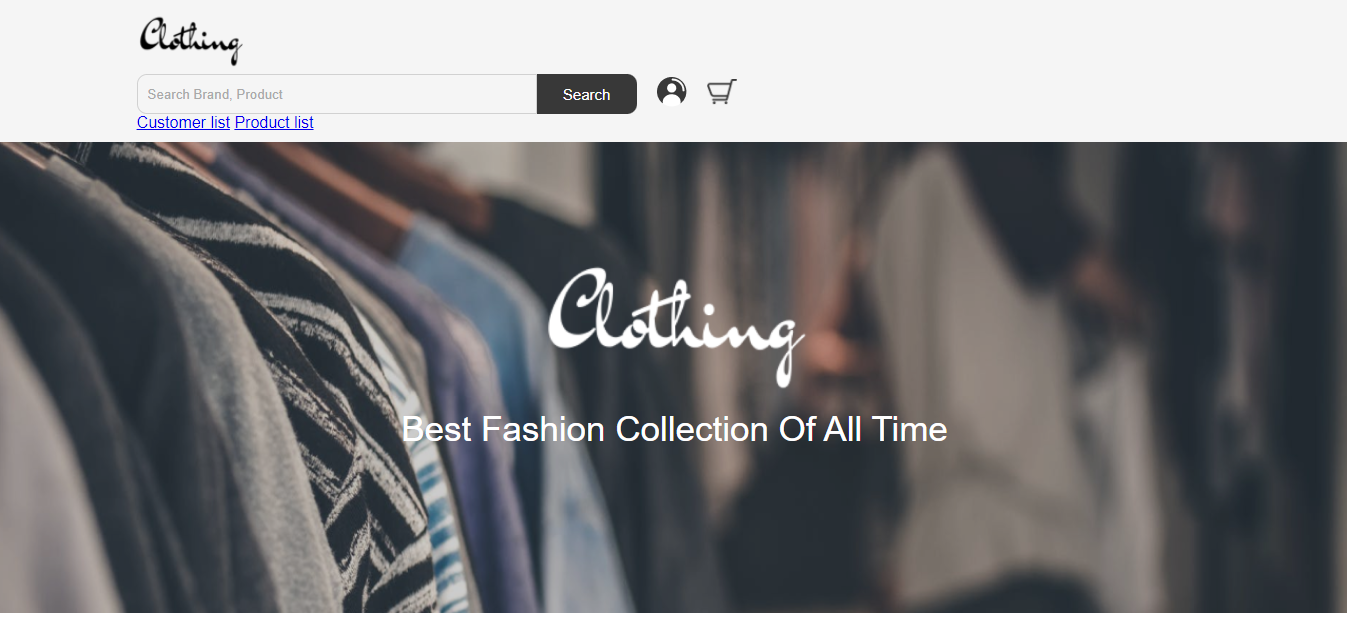 Clothing
Search Brand, Product Search
Customer list Product list
Clothing
Best Fashion Collection Of All Time